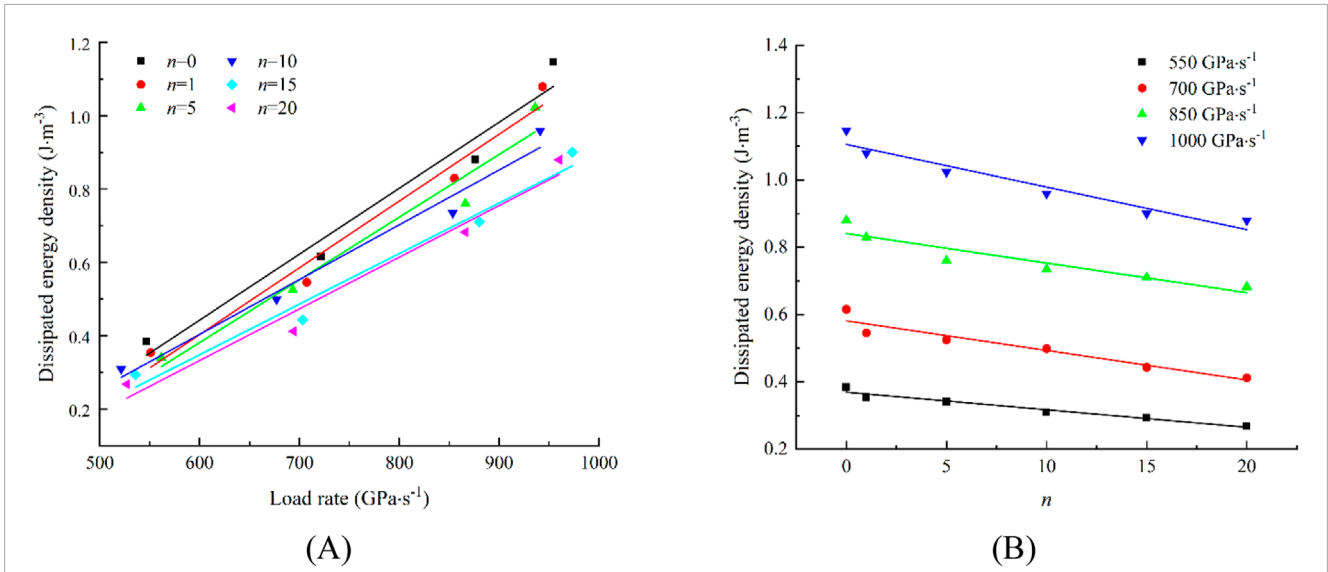 1.2
1.0
0.8
0.6
0.4
0.2
Dissipated energy density (J·m⁻³)
n−0
n−10
n=1
n=15
n=5
n=20
500
600
700
800
900
1000
Load rate (GPa·s⁻¹)
(A)
1.4
1.2
1.0
0.8
0.6
0.4
0.2
Dissipated energy density (J·m⁻³)
550 GPa·s⁻¹
700 GPa·s⁻¹
850 GPa·s⁻¹
1000 GPa·s⁻¹
0
5
10
15
20
n
(B)